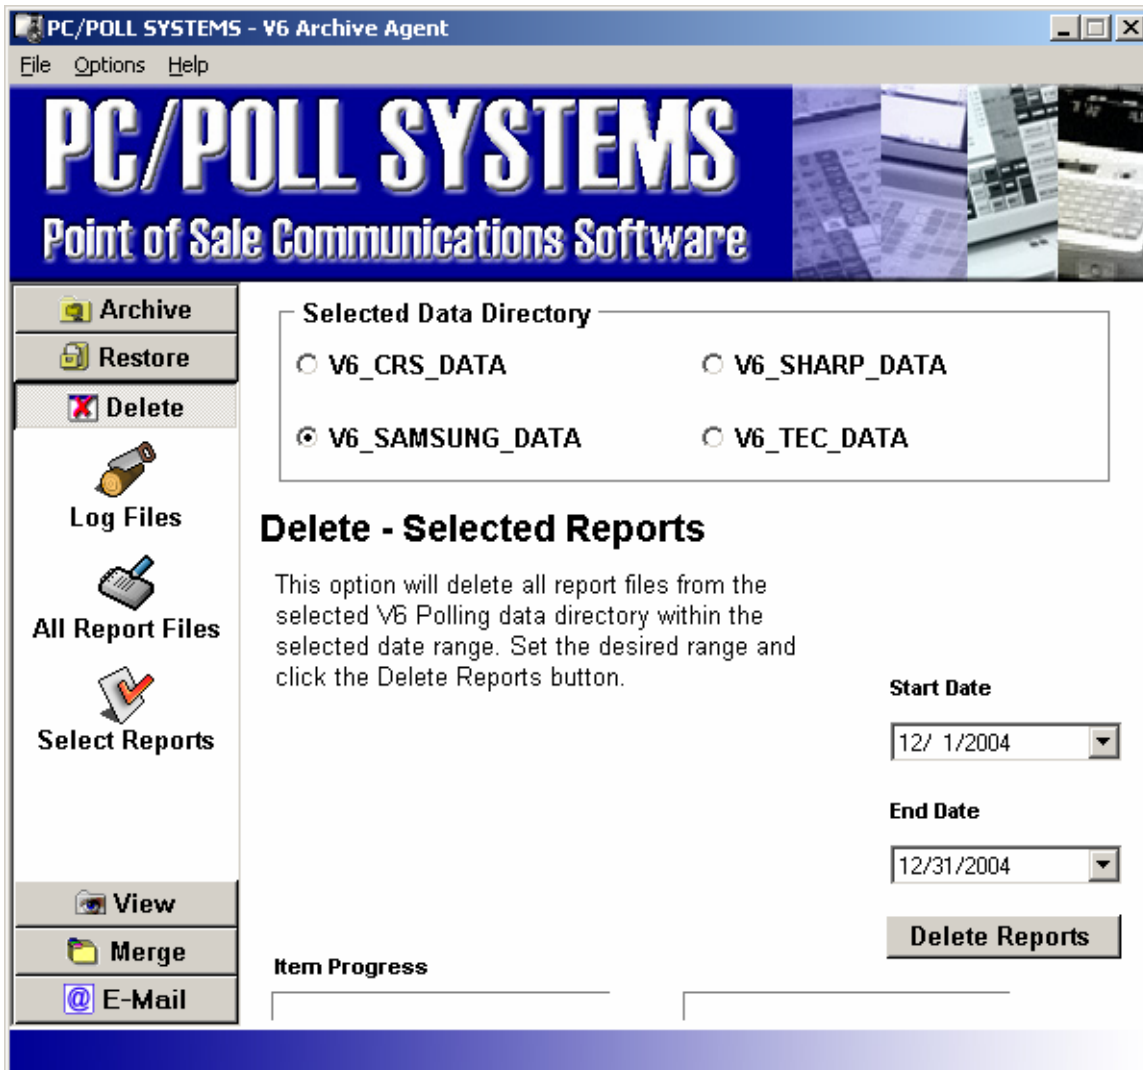 PC/POLL SYSTEMS - V6 Archive Agent
File Options Help
PC/POLL SYSTEMS
Point of Sale Communications Software
Archive
Restore
Delete
Log Files
All Report Files
Select Reports
View
Merge
@ E-Mail
Selected Data Directory
V6_CRS_DATA
V6_SHARP_DATA
V6_SAMSUNG_DATA
V6_TEC_DATA
Delete - Selected Reports
This option will delete all report files from the
selected V6 Polling data directory within the
selected date range. Set the desired range and
click the Delete Reports button.
Start Date
12/ 1/2004
End Date
12/31/2004
Delete Reports
Item Progress